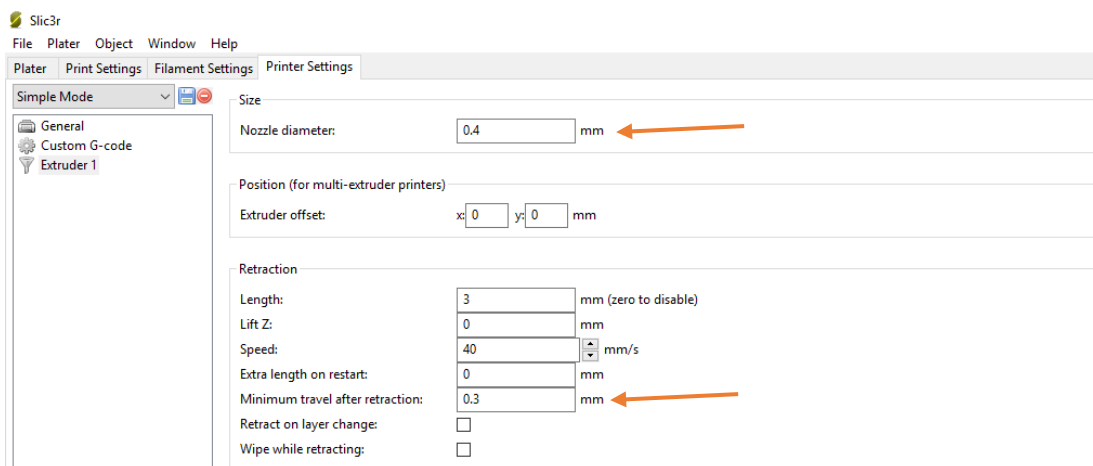 Slic3r
File Plater Object Window Help
Plater Print Settings Filament Settings Printer Settings
Simple Mode
General
Custom G-code
Extruder 1
Size
Nozzle diameter: 0.4 mm
Position (for multi-extruder printers)
Extruder offset: x: 0 y: 0 mm
Retraction
Length: 3 mm (zero to disable)
Lift Z: 0 mm
Speed: 40 mm/s
Extra length on restart: 0 mm
Minimum travel after retraction: 0.3 mm
Retract on layer change:
Wipe while retracting: